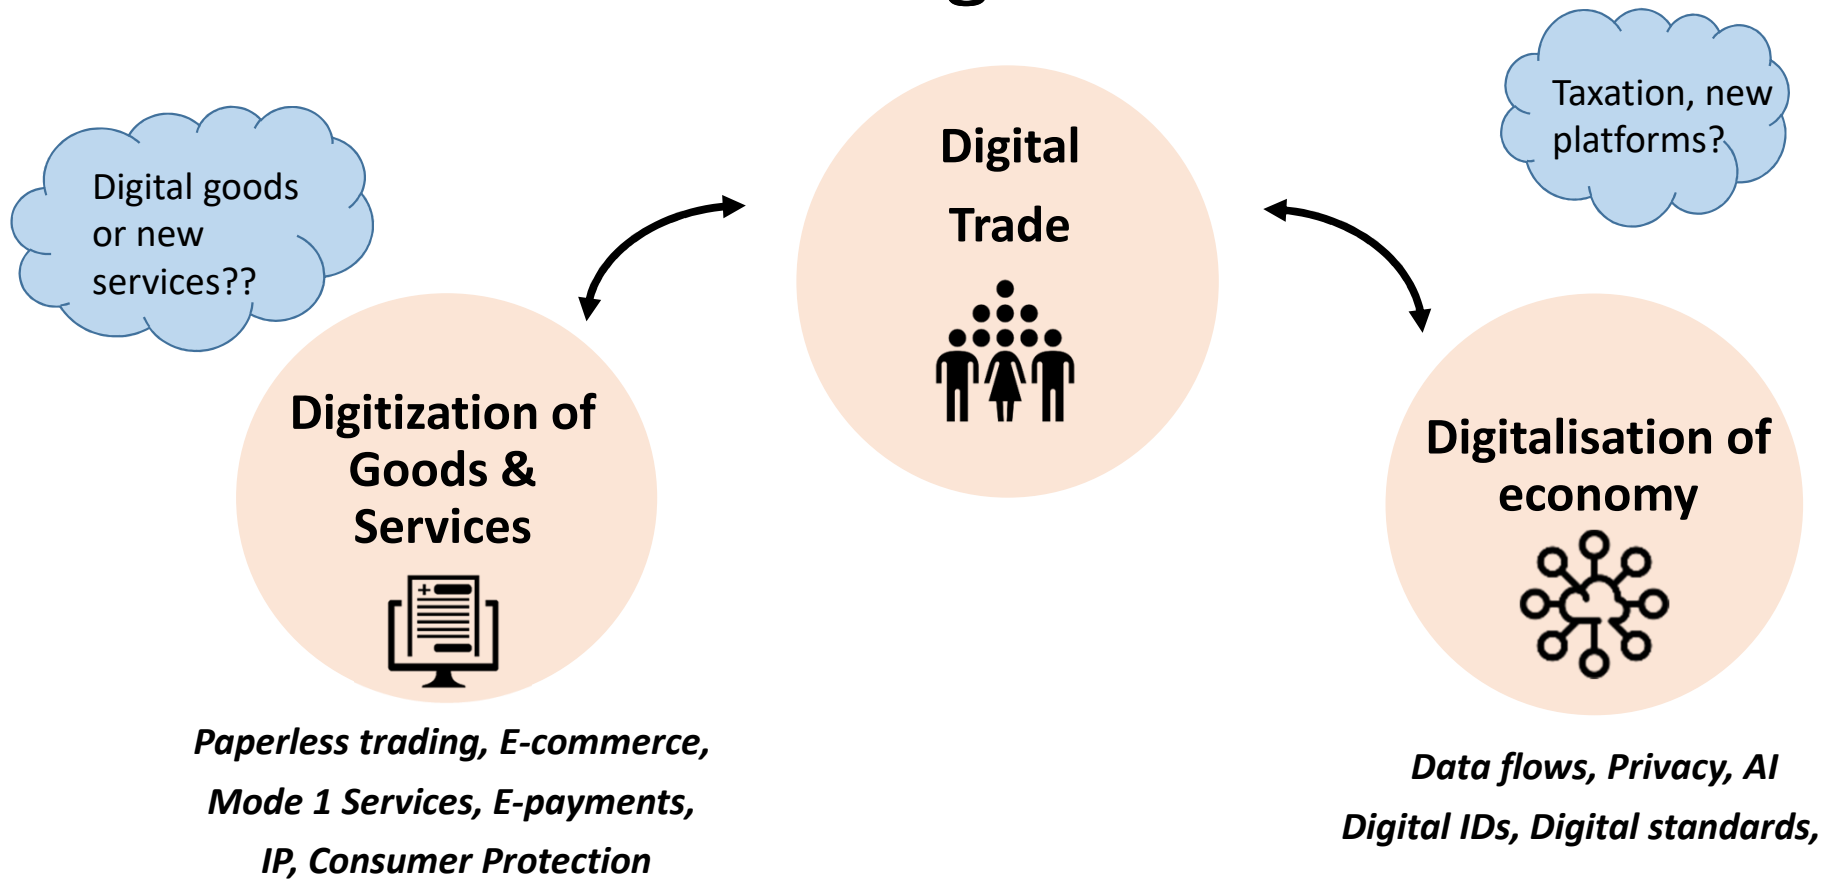 Taxation, new
platforms?
Digital goods
or new
services??
Digital
Trade
Digitization of
Goods &
Services
Digitalisation of
economy
Paperless trading, E-commerce,
Mode 1 Services, E-payments,
IP, Consumer Protection
Data flows, Privacy, AI
Digital IDs, Digital standards,